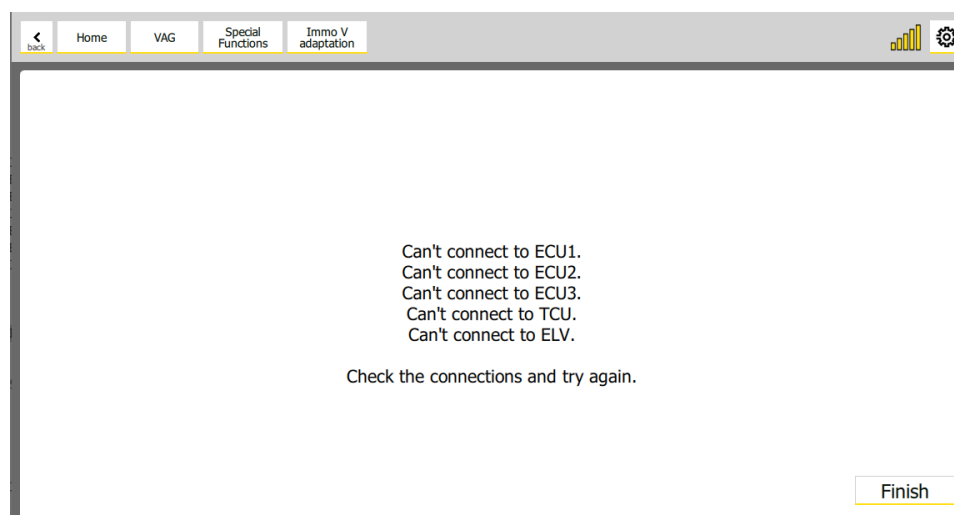 back
Home
VAG
Special
Functions
Immo V
adaptation
Can't connect to ECU1.
Can't connect to ECU2.
Can't connect to ECU3.
Can't connect to TCU.
Can't connect to ELV.
Check the connections and try again.
Finish